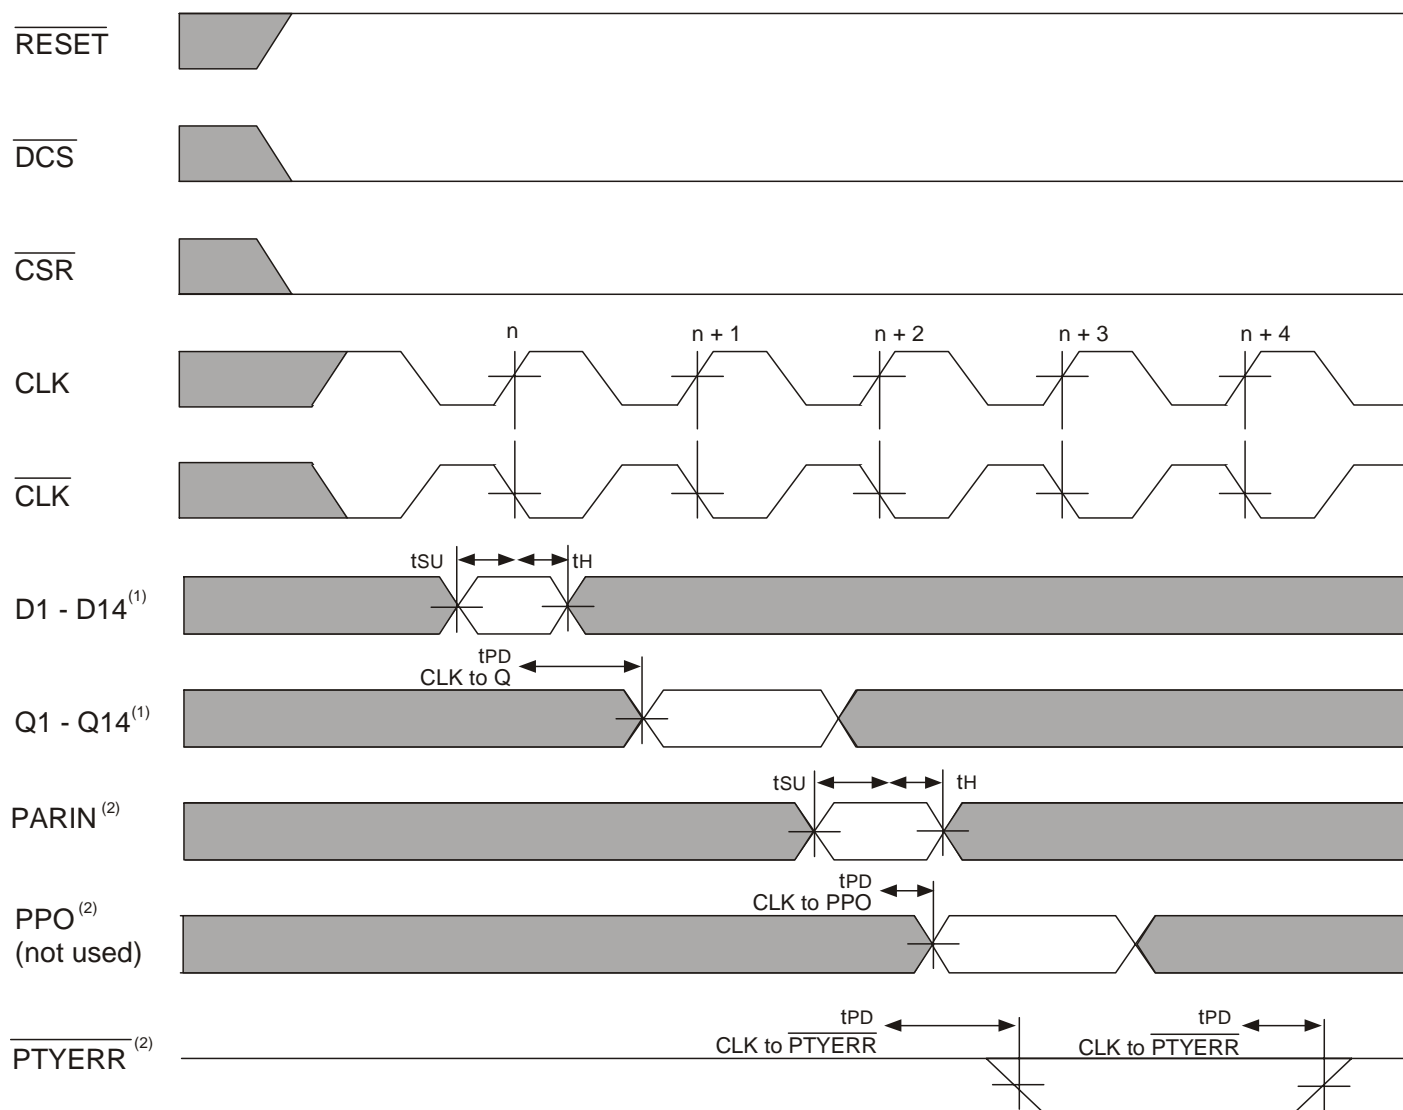 RESET
DCS
CSR
n n + 1 n + 2 n + 3 n + 4
CLK
CLK
tSU tH
D1 - D14(1)
tPD
CLK to Q
Q1 - Q14(1)
tSU tH
PARIN(2)
tPD
CLK to PPO
PPO(2)
(not used)
tPD tPD
CLK to PTYERR CLK to PTYERR
PTYERR(2)